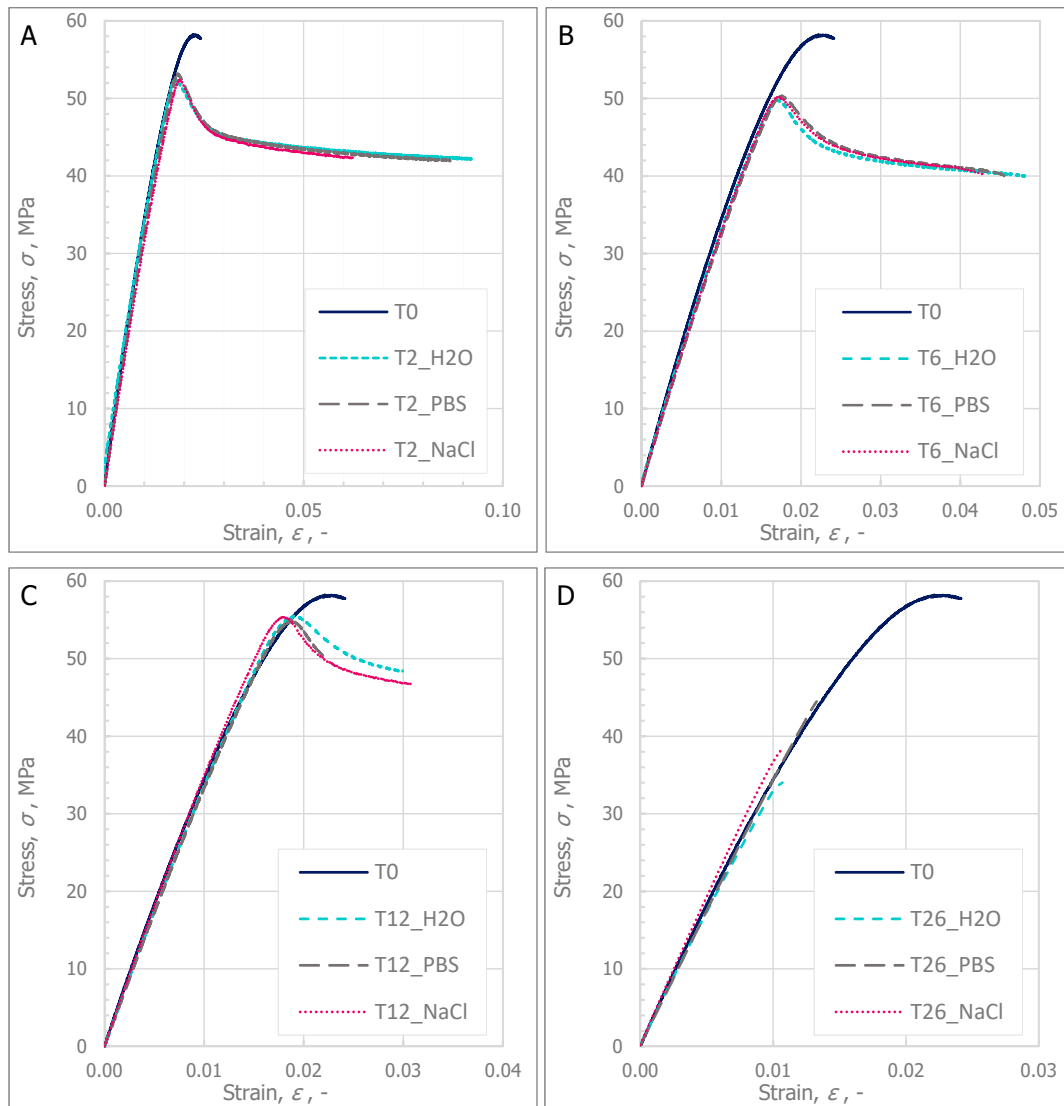 A
60
50
40
30
20
10
0
Stress, σ, MPa
0.00 0.05 0.10
Strain, ε, -
T0
T2_H2O
T2_PBS
T2_NaCl
B
60
50
40
30
20
10
0
Stress, σ, MPa
0.00 0.01 0.02 0.03 0.04 0.05
Strain, ε, -
T0
T6_H2O
T6_PBS
T6_NaCl
C
60
50
40
30
20
10
0
Stress, σ, MPa
0.00 0.01 0.02 0.03 0.04
Strain, ε, -
T0
T12_H2O
T12_PBS
T12_NaCl
D
60
50
40
30
20
10
0
Stress, σ, MPa
0.00 0.01 0.02 0.03
Strain, ε, -
T0
T26_H2O
T26_PBS
T26_NaCl